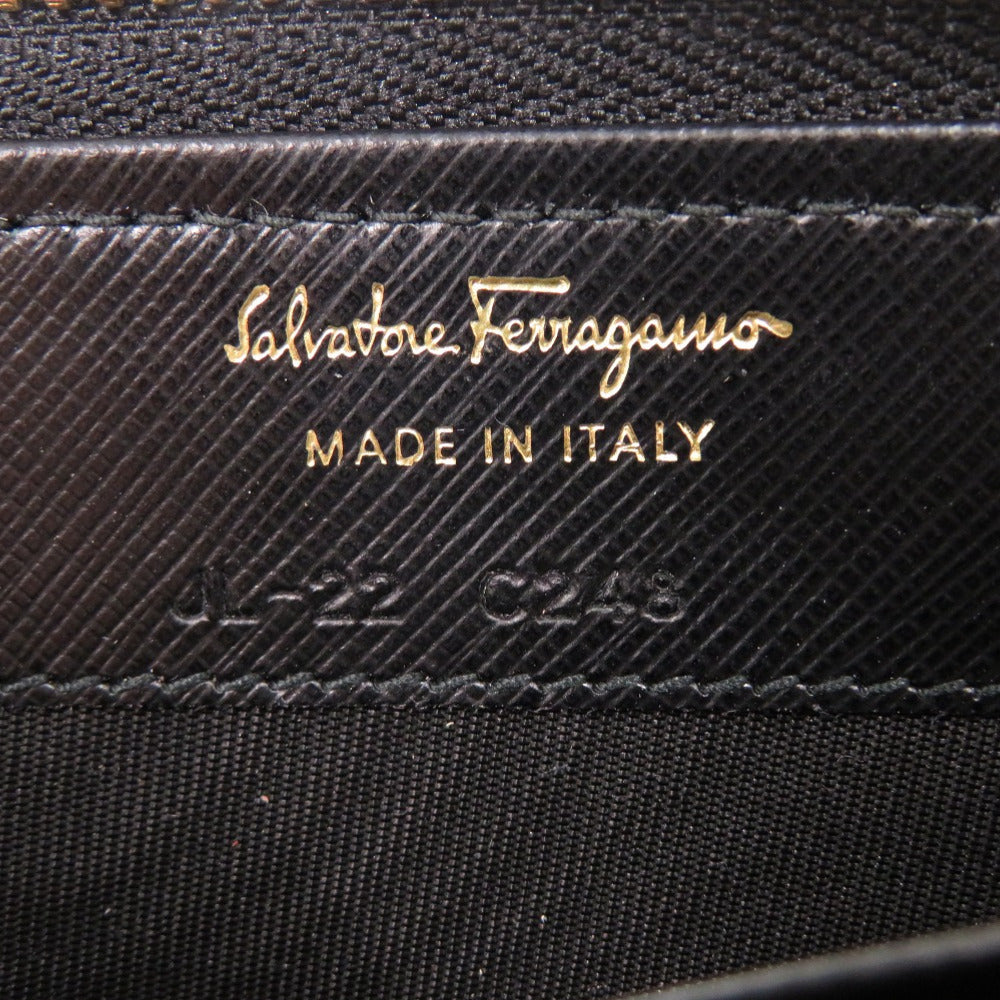 Salvatore Ferragamo
MADE IN ITALY
JL-22 C248